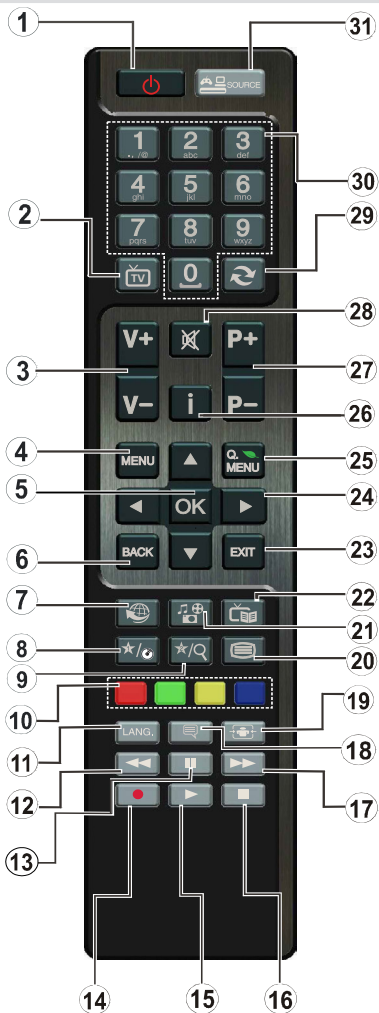 1
31
SOURCE
1 2 3
. , /@ abc def
30
4 5 6
ghi jkl mno
2
29
7 8 9
pqrs tuv wxyz
TV 0
28
V+ P+
3
27
V- i P-
26
4
MENU Q. MENU
25
5
OK
24
6
BACK EXIT
23
7
22
21
8
20
9
10
19
11
LANG.
18
12
17
13
14 15 16